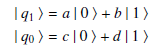 | q₁ ⟩ = a | 0 ⟩ + b | 1 ⟩
| q₀ ⟩ = c | 0 ⟩ + d | 1 ⟩